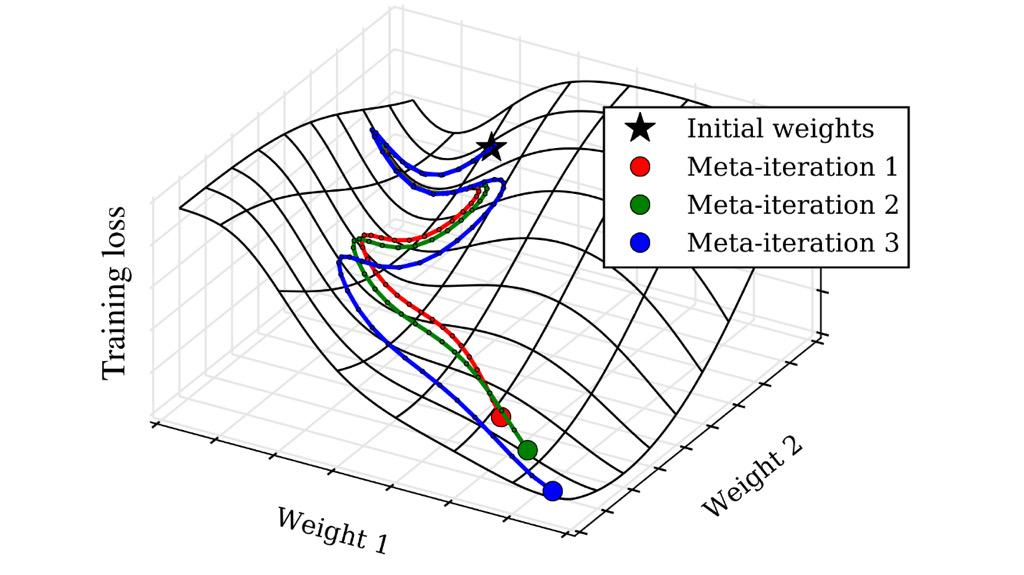 Initial weights
Meta-iteration 1
Meta-iteration 2
Meta-iteration 3
Training loss
Weight 1
Weight 2